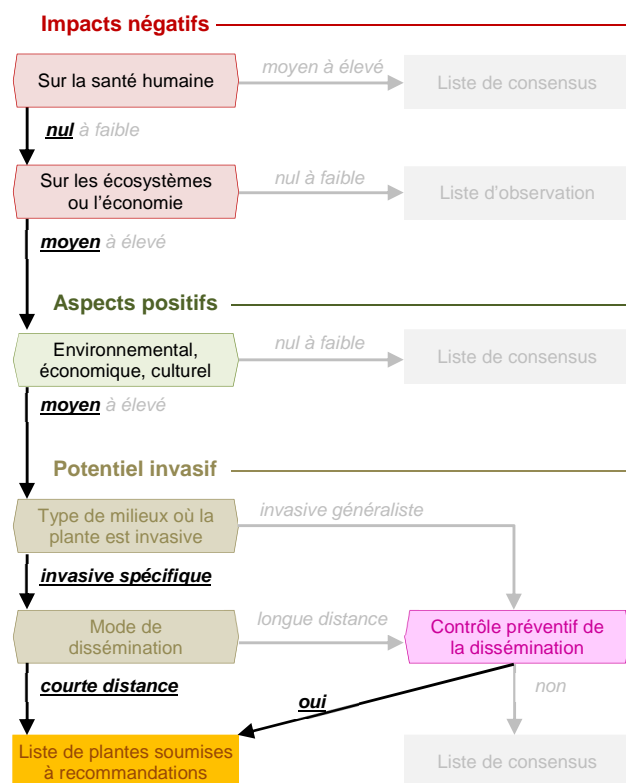 Impacts négatifs
Sur la santé humaine
moyen à élevé
Liste de consensus
nul à faible
Sur les écosystèmes
ou l'économie
nul à faible
Liste d'observation
moyen à élevé
Aspects positifs
Environnemental,
économique, culturel
nul à faible
Liste de consensus
moyen à élevé
Potentiel invasif
Type de milieux où la
plante est invasive
invasive généraliste
invasive spécifique
Mode de
dissémination
longue distance
Contrôle préventif de
la dissémination
courte distance
oui
non
Liste de plantes soumises
à recommandations
Liste de consensus